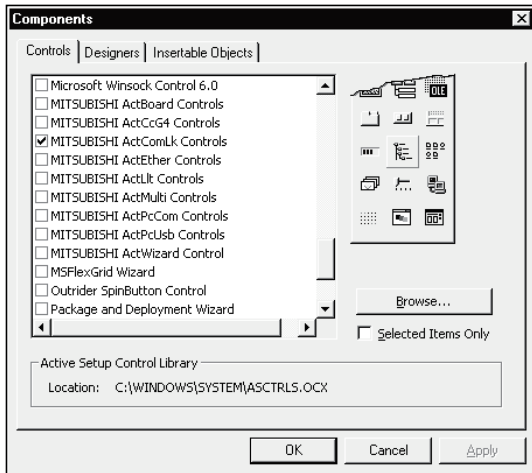 Components
Controls Designers Insertable Objects
Microsoft Winsock Control 6.0
MITSUBISHI ActBoard Controls
MITSUBISHI ActCcG4 Controls
MITSUBISHI ActComLk Controls
MITSUBISHI ActEther Controls
MITSUBISHI ActLlt Controls
MITSUBISHI ActMulti Controls
MITSUBISHI ActPcCom Controls
MITSUBISHI ActPcUsb Controls
MITSUBISHI ActWizard Control
MSFlexGrid Wizard
Outrider SpinButton Control
Package and Deployment Wizard
OLE
Browse...
Selected Items Only
Active Setup Control Library
Location: C:\WINDOWS\SYSTEM\ASCTRLS.OCX
OK Cancel Apply